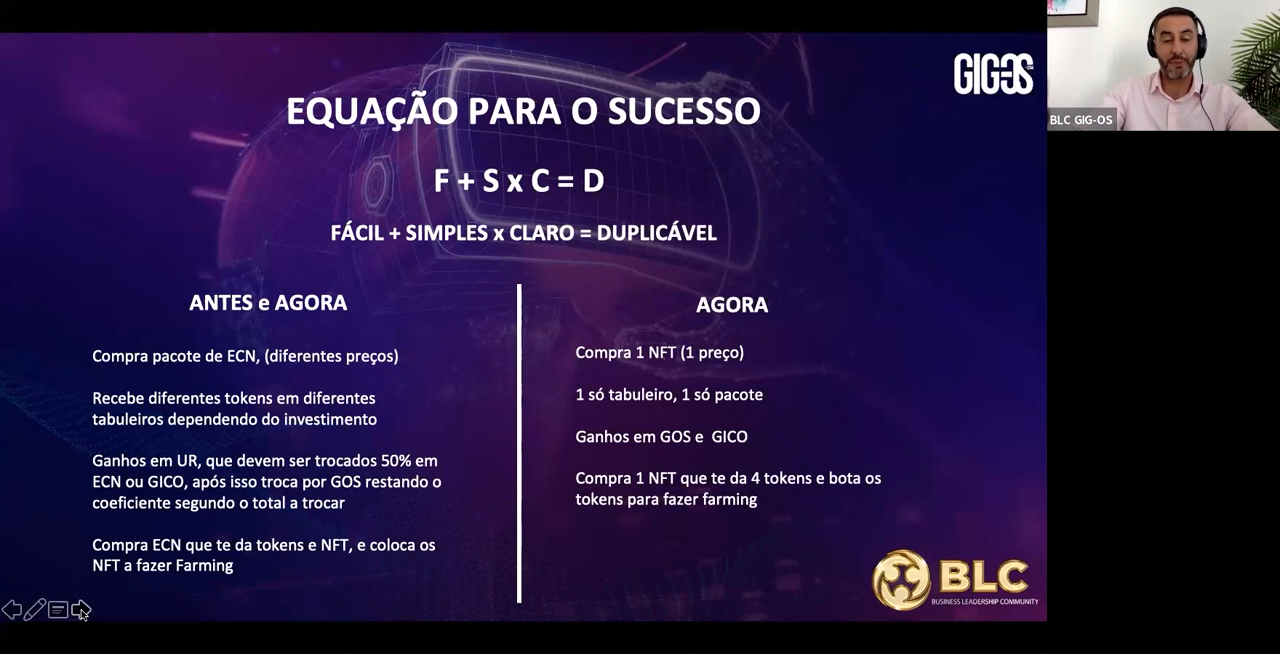 GIG-OS
BLC GIG-OS
EQUAÇÃO PARA O SUCESSO
F + S x C = D
FÁCIL + SIMPLES x CLARO = DUPLICÁVEL
ANTES e AGORA
Compra pacote de ECN, (diferentes preços)
Recebe diferentes tokens em diferentes
tabuleiros dependendo do investimento
Ganhos em UR, que devem ser trocados 50% em
ECN ou GICO, após isso troca por GOS restando o
coeficiente segundo o total a trocar
Compra ECN que te da tokens e NFT, e coloca os
NFT a fazer Farming
AGORA
Compra 1 NFT (1 preço)
1 só tabuleiro, 1 só pacote
Ganhos em GOS e GICO
Compra 1 NFT que te da 4 tokens e bota os
tokens para fazer farming
BLC
BUSINESS LEADERSHIP COMMUNITY